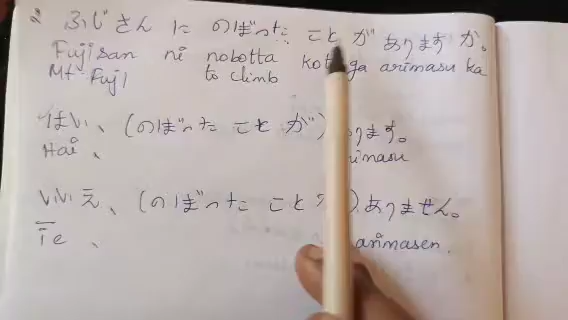 2 ふじさん に のぼった こと が あります か。
Fujisan ni nobotta ga arimasu ka
Mt Fuji to climb
はい、(のぼった こと が) ります。
Hai、 rimasu
いいえ、(のぼった こと ) ありません。
Ie 、 arimasen.